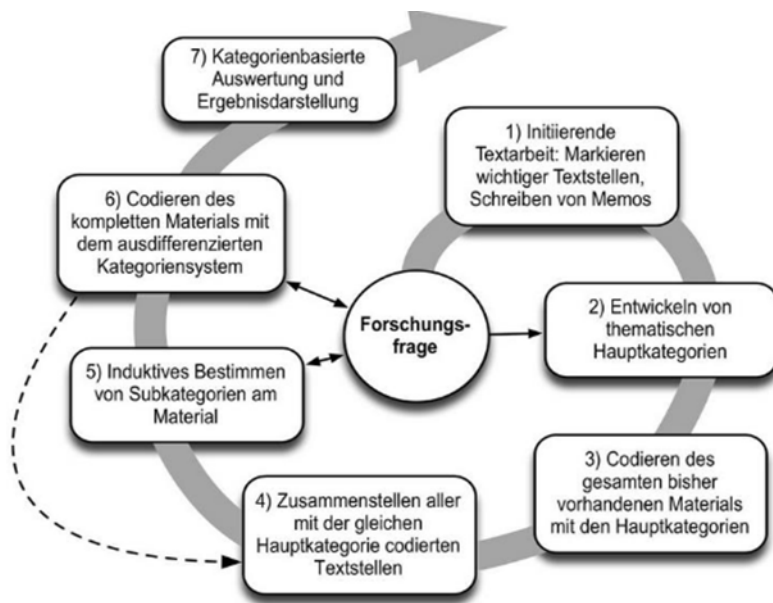 7) Kategorienbasierte
Auswertung und
Ergebnisdarstellung
1) Initiierende
Textarbeit: Markieren
wichtiger Textstellen,
Schreiben von Memos
6) Codieren des
kompletten Materials mit
dem ausdifferenzierten
Kategoriensystem
Forschungs-
frage
2) Entwickeln von
thematischen
Hauptkategorien
5) Induktives Bestimmen
von Subkategorien am
Material
3) Codieren des
gesamten bisher
vorhandenen Materials
mit den Hauptkategorien
4) Zusammenstellen aller
mit der gleichen
Hauptkategorie codierten
Textstellen